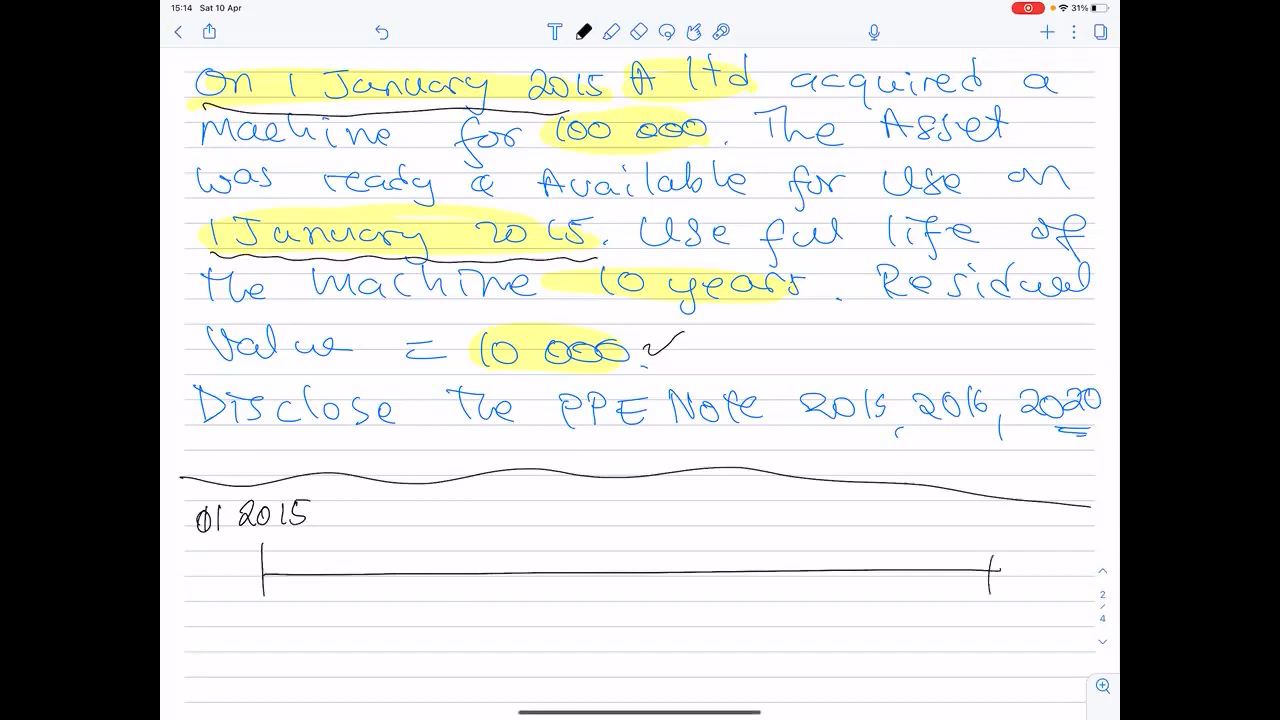 15:14 Sat 10 Apr
31%
On 1 January 2015 A ltd acquired a
Machine for 100 000. The Asset
was ready & Available for use on
1 January 2015. Useful life of
the Machine 10 years. Residual
Value = 10 000.
Disclose the PPE Note 2015, 2016, 2020
01 2015
2
/
4